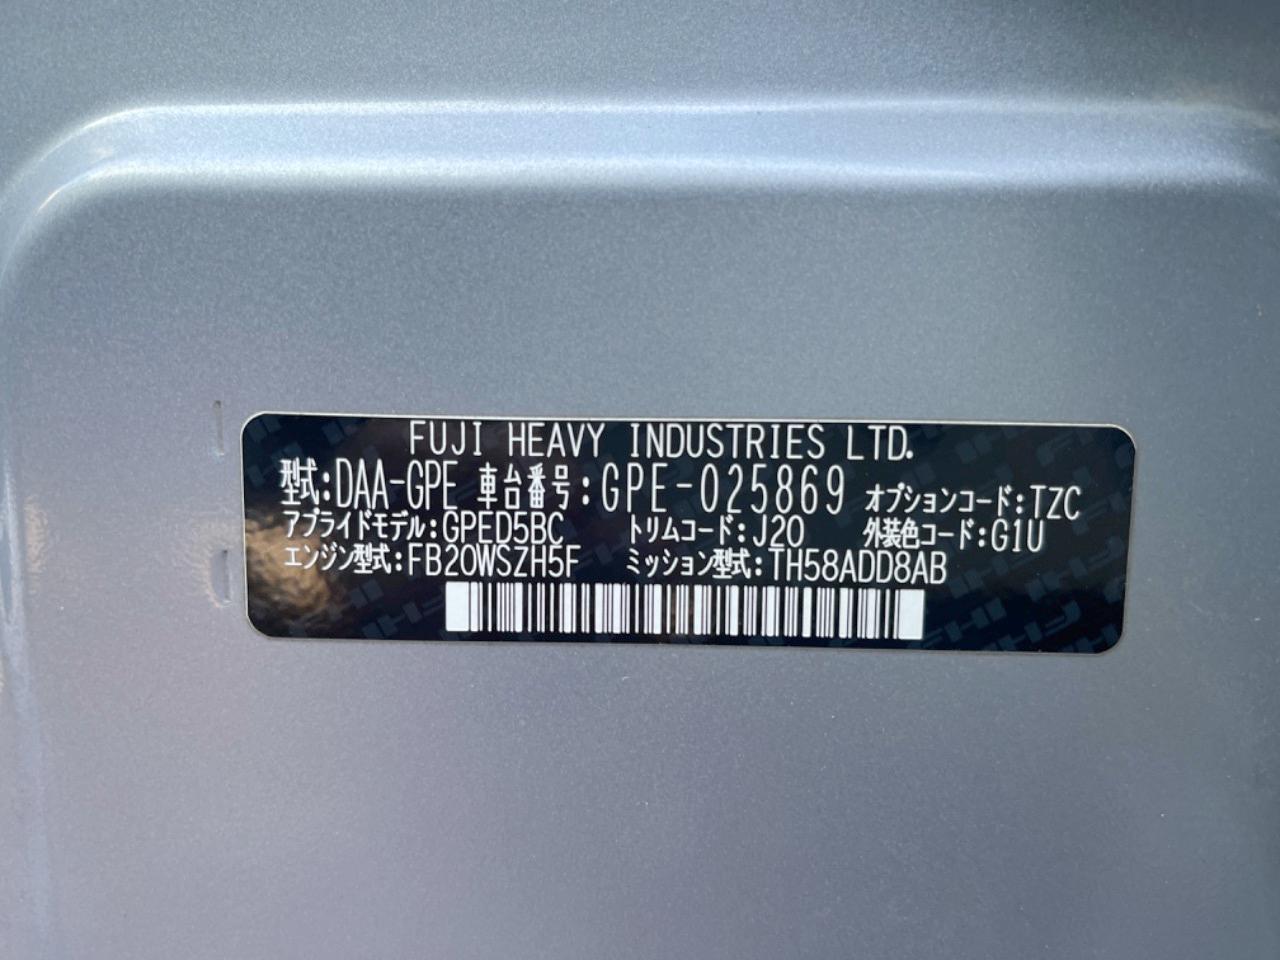 FUJI HEAVY INDUSTRIES LTD.
型式:DAA-GPE 車台番号:GPE-025869 オプションコード:TZC
アプライドモデル:GPED5BC トリムコード:J20 外装色コード:G1U
エンジン型式:FB20WSZH5F ミッション型式:TH58ADD8AB